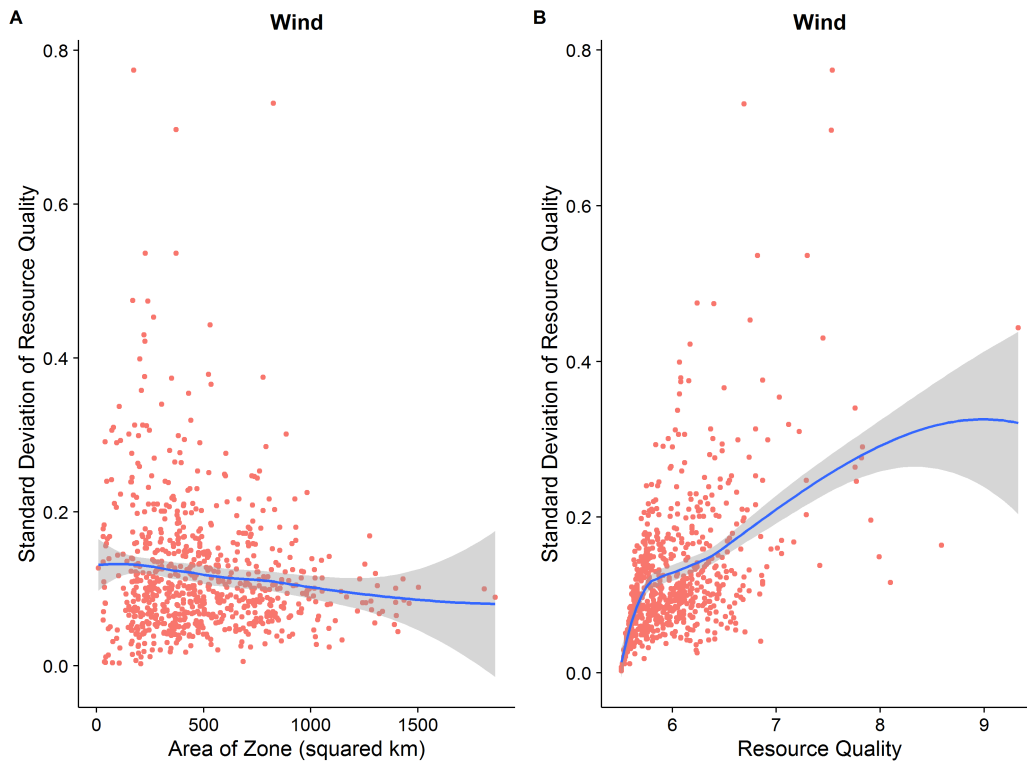 A
Wind
0.8
0.6
0.4
0.2
0.0
Standard Deviation of Resource Quality
0 500 1000 1500
Area of Zone (squared km)
B
Wind
0.8
0.6
0.4
0.2
0.0
Standard Deviation of Resource Quality
6 7 8 9
Resource Quality